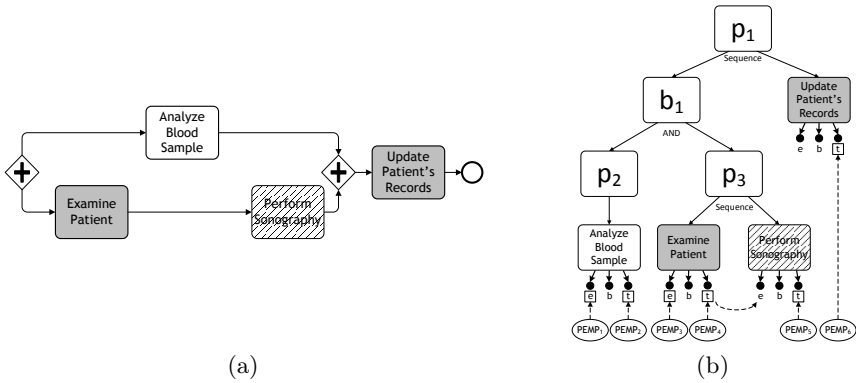 Analyze
Blood
Sample
Examine
Patient
Perform
Sonography
Update
Patient's
Records
(a)
p1
Sequence
b1
AND
Update
Patient's
Records
e b t
p2
p3
Sequence
Analyze
Blood
Sample
Examine
Patient
Perform
Sonography
e b t
e b t
e b t
PEMP1
PEMP2
PEMP3
PEMP4
PEMP5
PEMP6
(b)